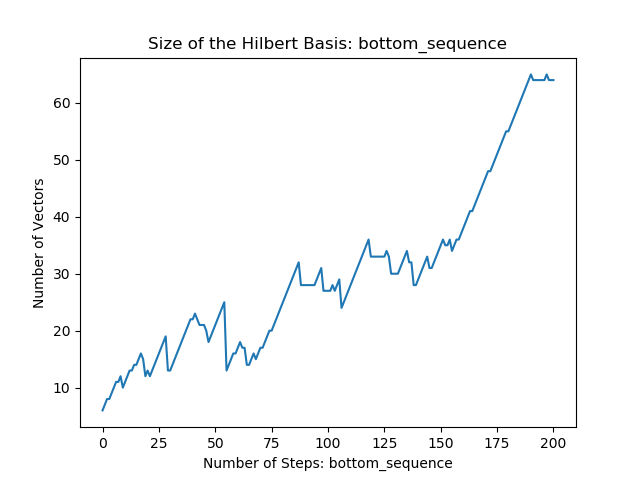 Size of the Hilbert Basis: bottom_sequence
Number of Vectors
60
50
40
30
20
10
0 25 50 75 100 125 150 175 200
Number of Steps: bottom_sequence